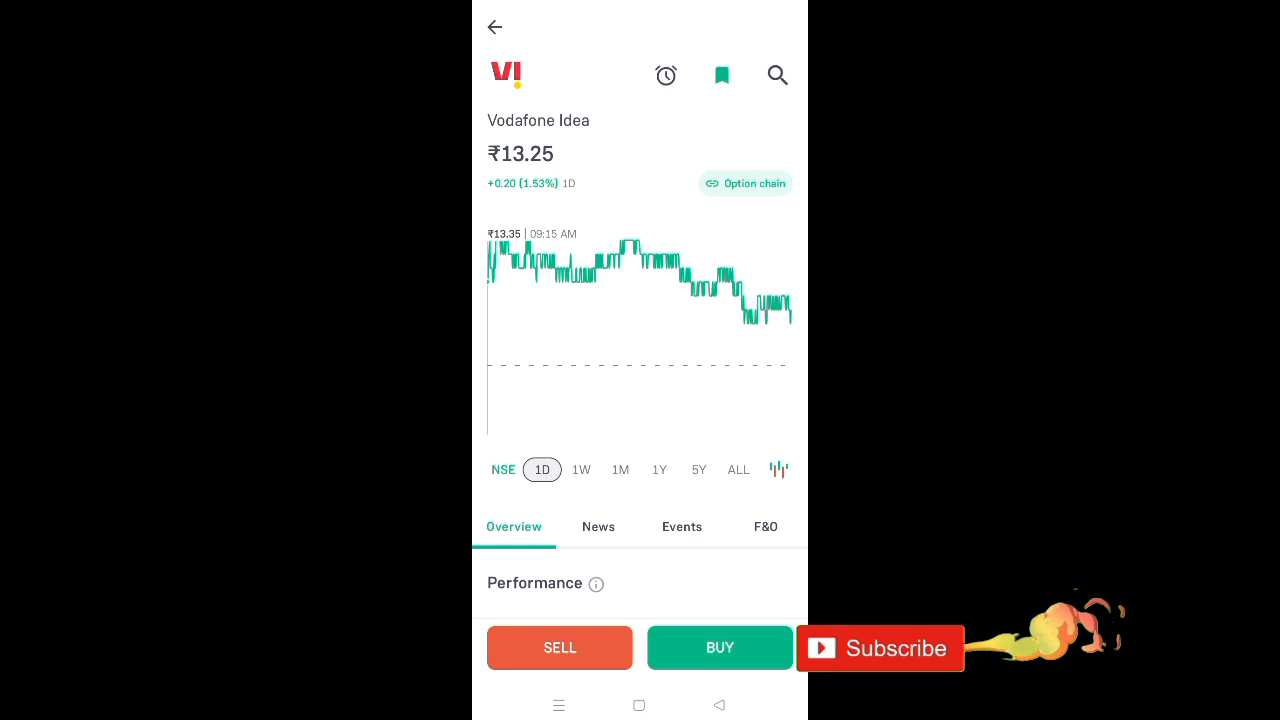 VI
Vodafone Idea
₹13.25
+0.20 (1.53%) 1D
Option chain
₹13.35 | 09:15 AM
NSE 1D 1W 1M 1Y 5Y ALL
Overview News Events F&O
Performance
SELL BUY
Subscribe